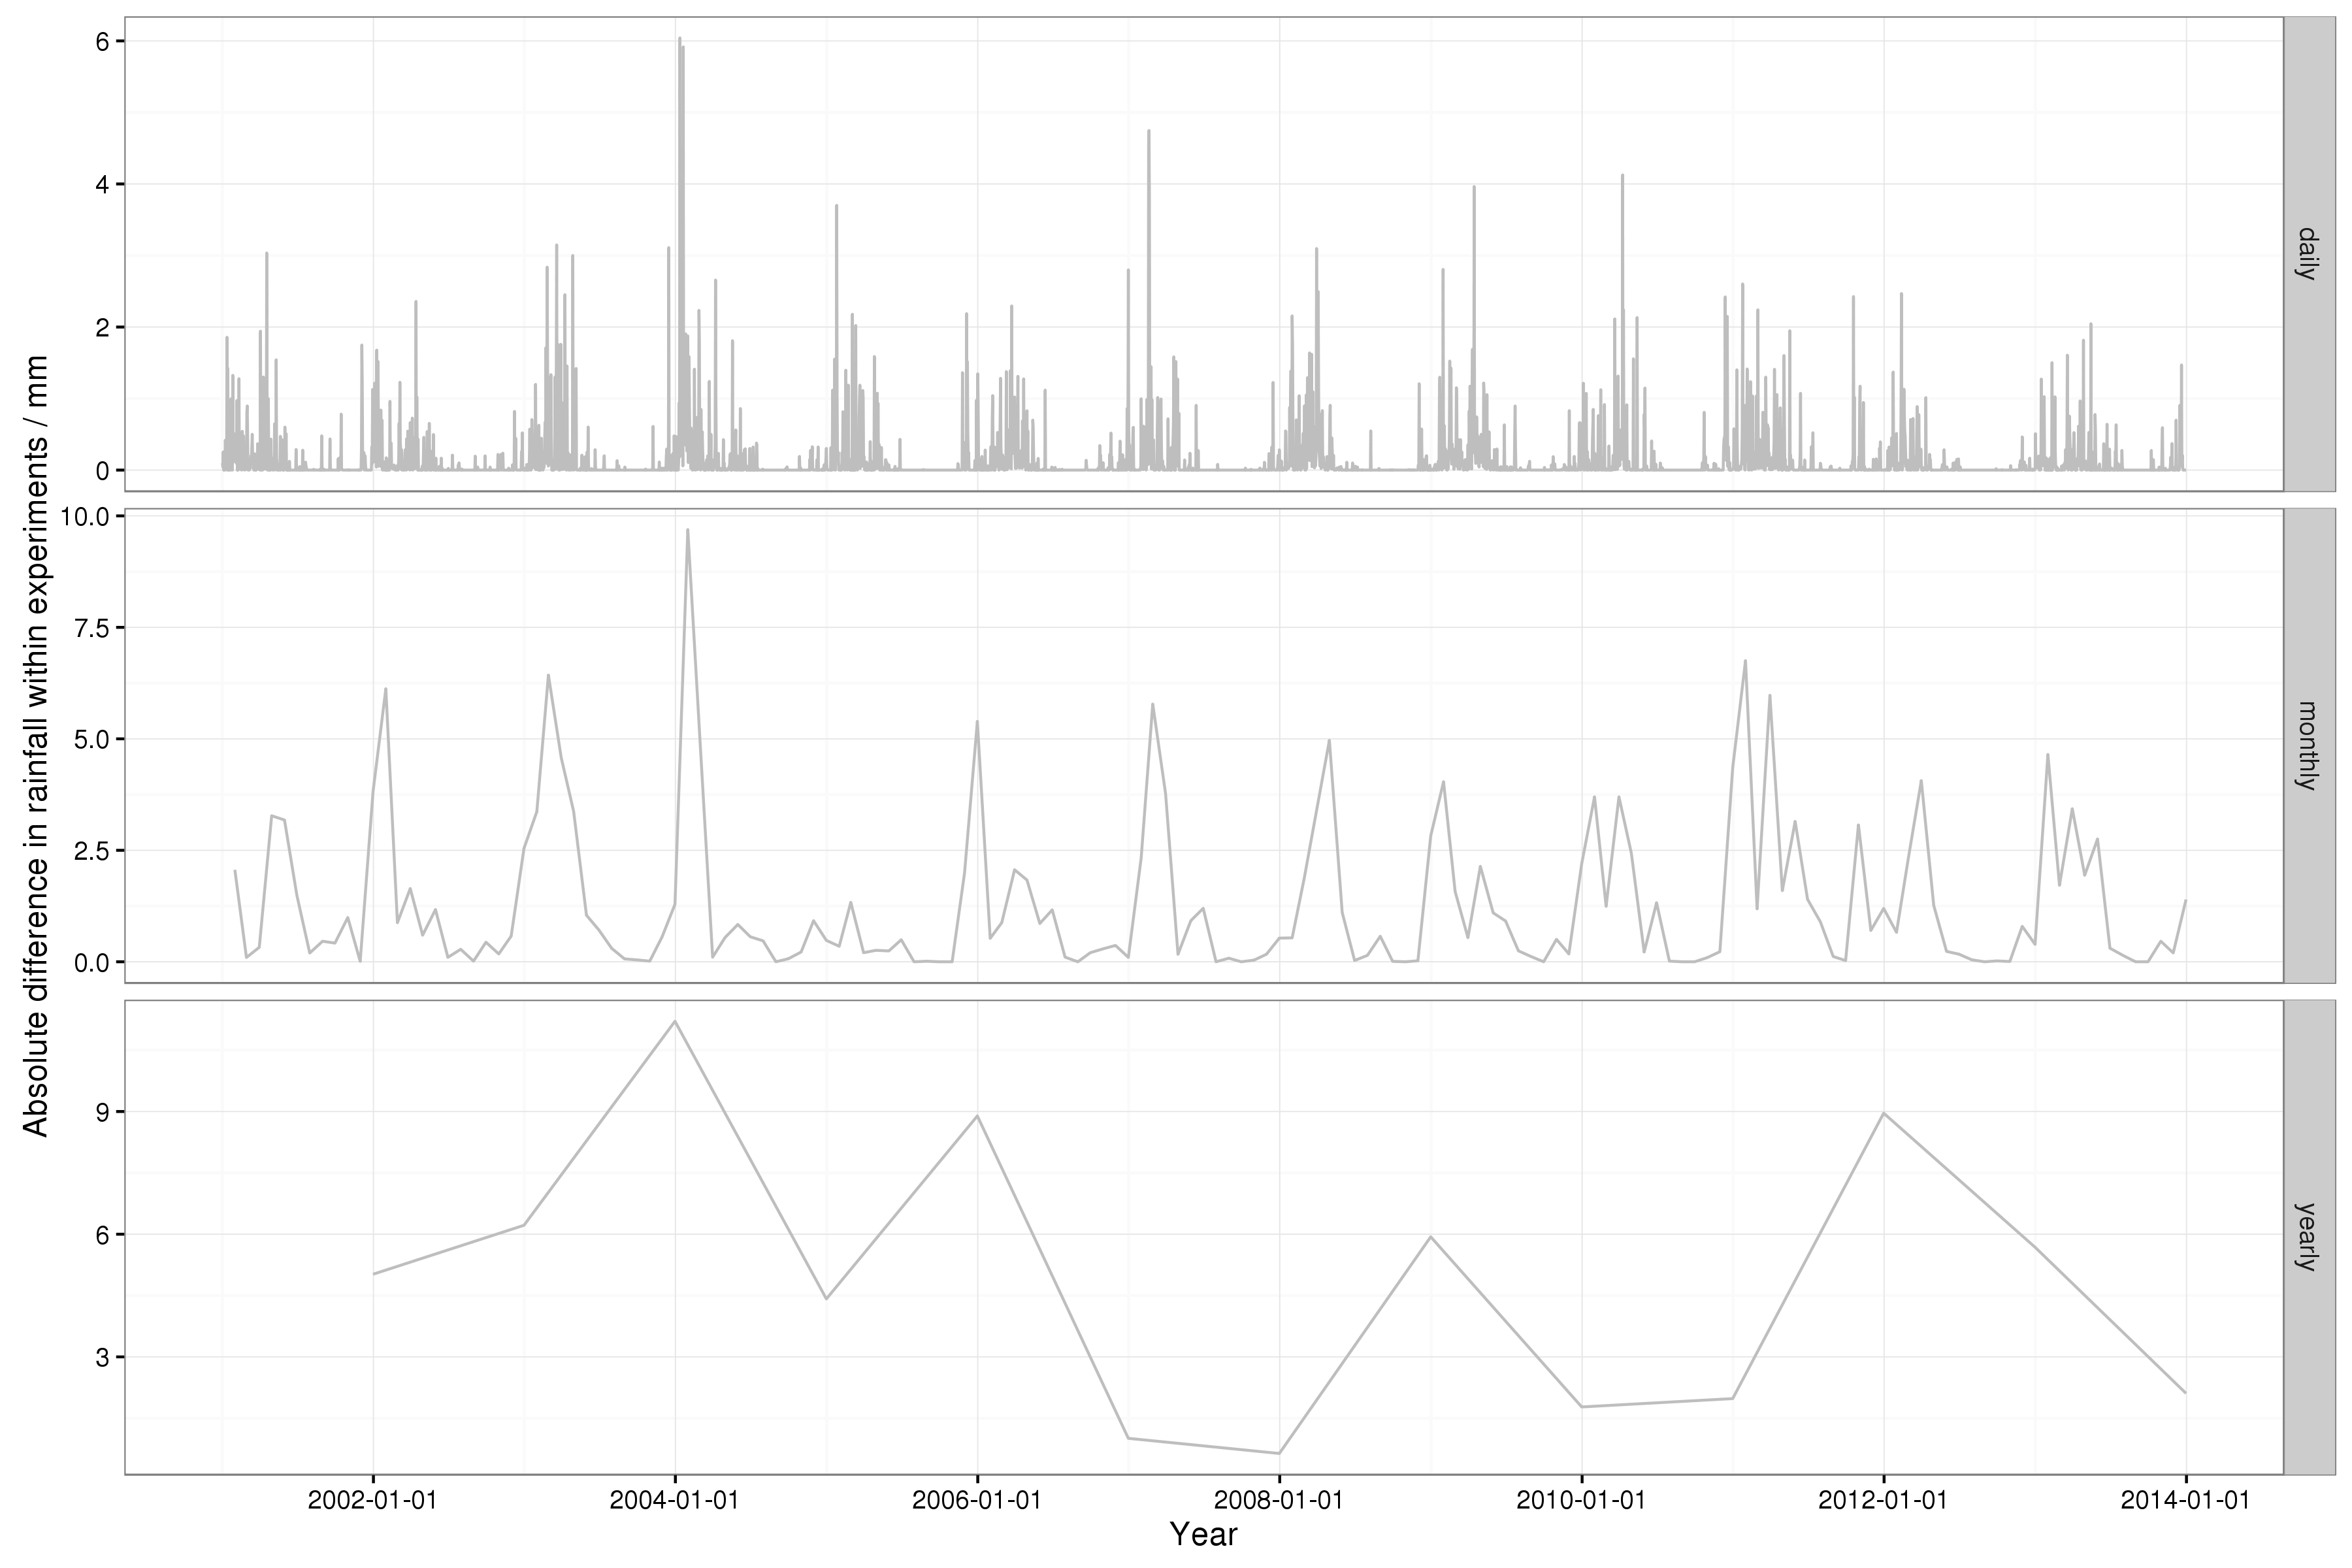 Absolute difference in rainfall within experiments / mm
6
4
2
0
daily
10.0
7.5
5.0
2.5
0.0
monthly
9
6
3
yearly
2002-01-01 2004-01-01 2006-01-01 2008-01-01 2010-01-01 2012-01-01 2014-01-01
Year